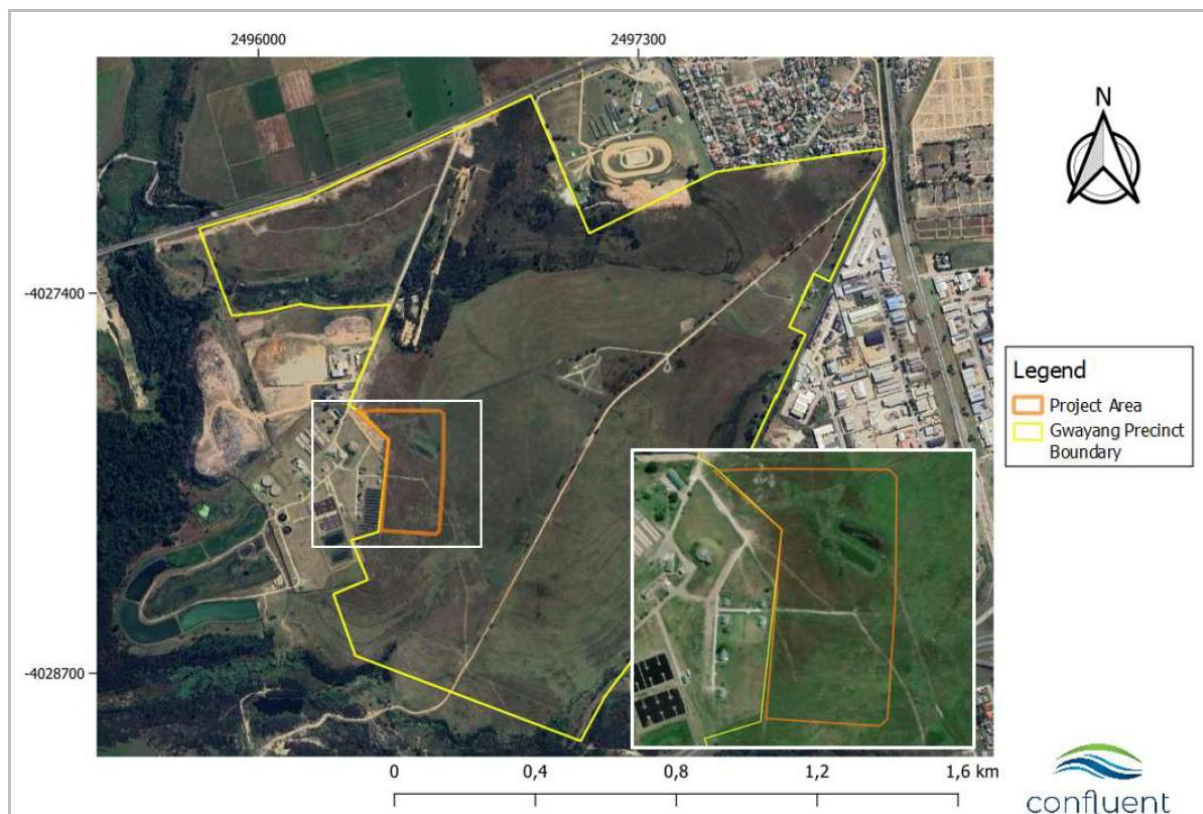 2496000
2497300
N
-4027400
Legend
Project Area
Gwayang Precinct
Boundary
-4028700
0
0,4
0,8
1,2
1,6 km
confluent